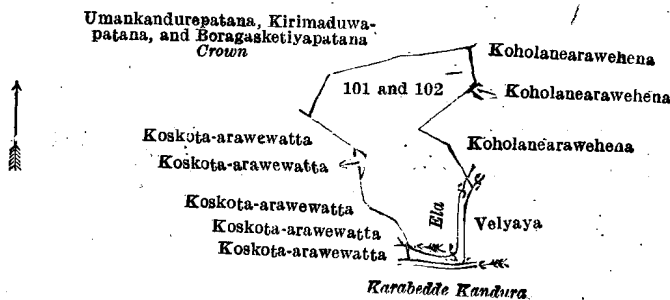 Umankandurepatana, Kirimaduwa-
patana, and Boragasketiyapatana
Crown
Koholanearawehena
101 and 102
Koholanearawehena
Koskota-arawewatta
Koholanearawehena
Koskota-arawewatta
Koskota-arawewatta
Ela
Velyaya
Koskota-arawewatta
Koskota-arawewatta
Karabedde Kandura